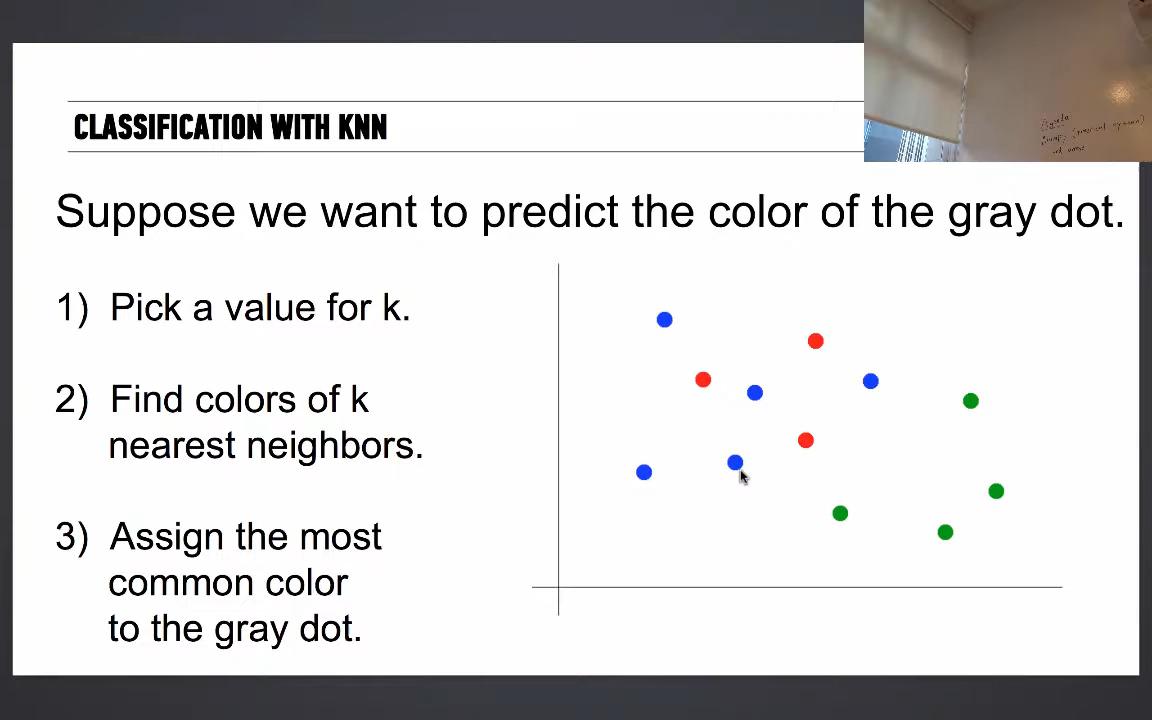 CLASSIFICATION WITH KNN
Suppose we want to predict the color of the gray dot.
1) Pick a value for k.
2) Find colors of k
nearest neighbors.
3) Assign the most
common color
to the gray dot.